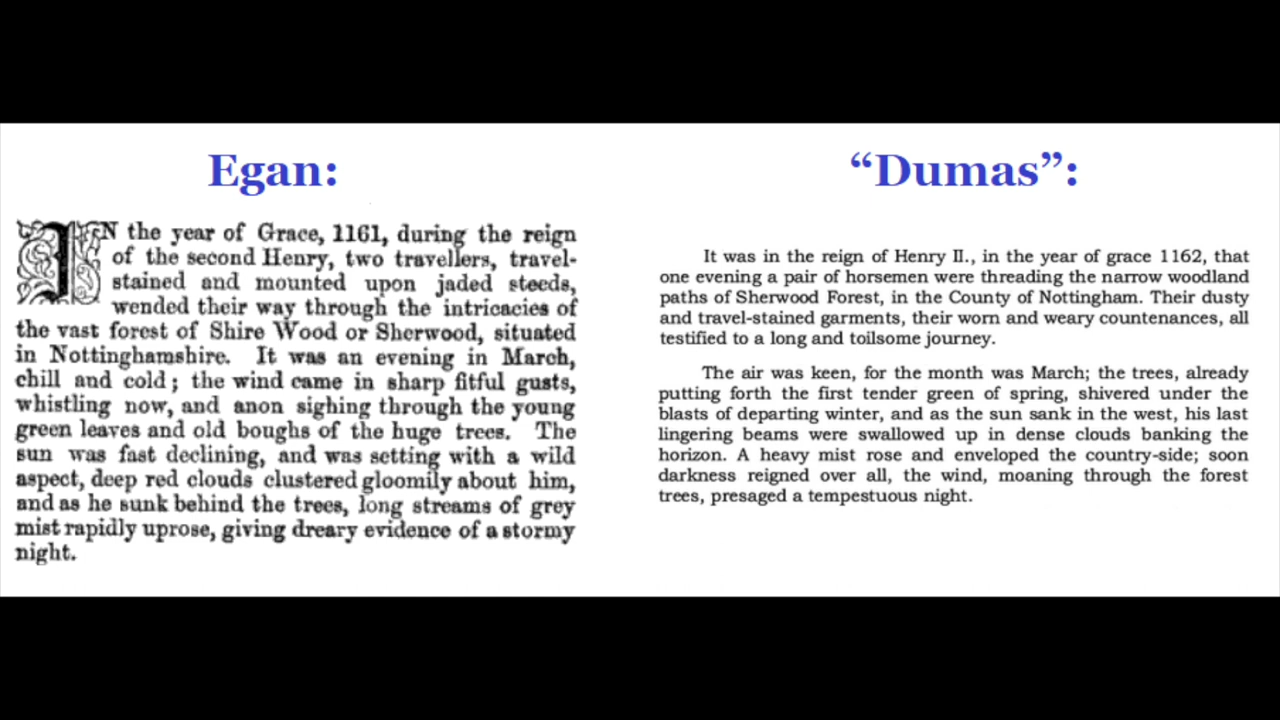 Egan:
IN the year of Grace, 1161, during the reign
of the second Henry, two travellers, travel-
stained and mounted upon jaded steeds,
wended their way through the intricacies of
the vast forest of Shire Wood or Sherwood, situated
in Nottinghamshire. It was an evening in March,
chill and cold; the wind came in sharp fitful gusts,
whistling now, and anon sighing through the young
green leaves and old boughs of the huge trees. The
sun was fast declining, and was setting with a wild
aspect, deep red clouds clustered gloomily about him,
and as he sunk behind the trees, long streams of grey
mist rapidly uprose, giving dreary evidence of a stormy
night.
“Dumas”:
It was in the reign of Henry II., in the year of grace 1162, that
one evening a pair of horsemen were threading the narrow woodland
paths of Sherwood Forest, in the County of Nottingham. Their dusty
and travel-stained garments, their worn and weary countenances, all
testified to a long and toilsome journey.
The air was keen, for the month was March; the trees, already
putting forth the first tender green of spring, shivered under the
blasts of departing winter, and as the sun sank in the west, his last
lingering beams were swallowed up in dense clouds banking the
horizon. A heavy mist rose and enveloped the country-side; soon
darkness reigned over all, the wind, moaning through the forest
trees, presaged a tempestuous night.